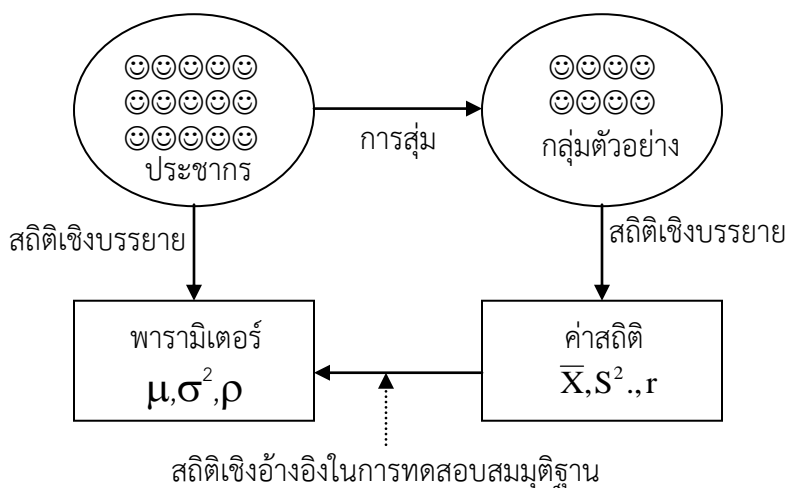 ประชากร
การสุ่ม
กลุ่มตัวอย่าง
สถิติเชิงบรรยาย
สถิติเชิงบรรยาย
พารามิเตอร์
μ,σ²,ρ
ค่าสถิติ
X̅,S².,r
สถิติเชิงอ้างอิงในการทดสอบสมมุติฐาน